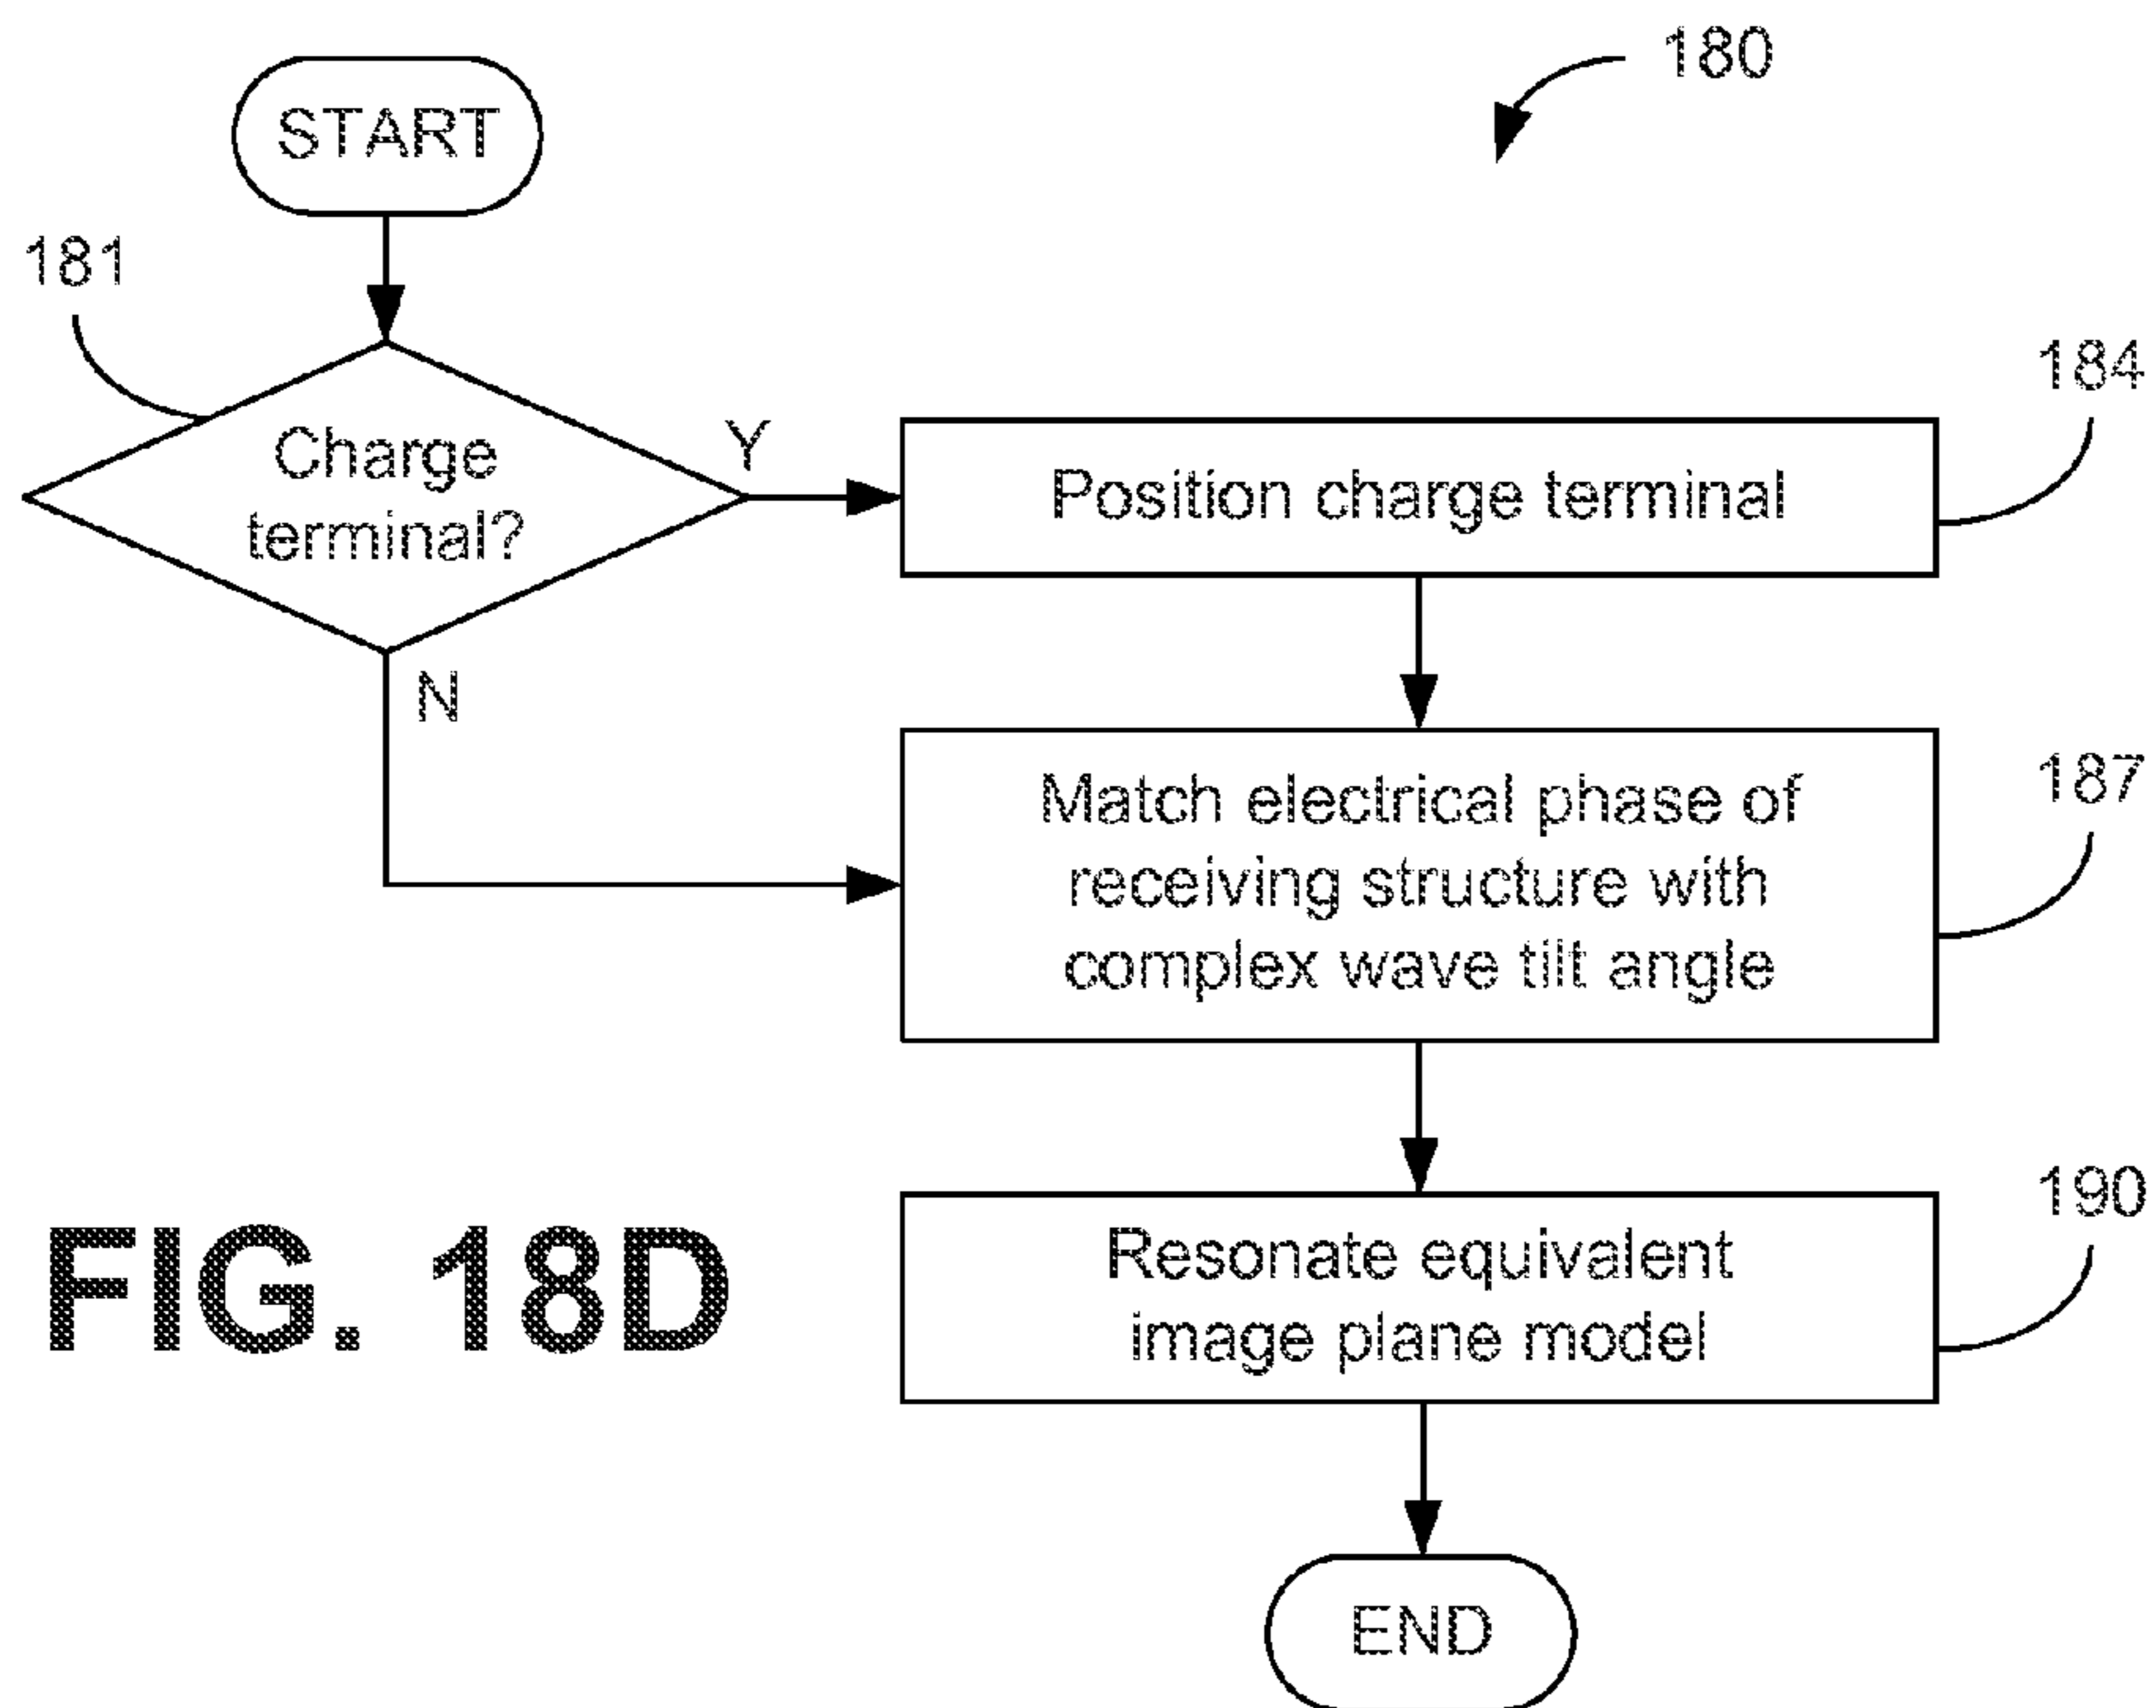 START
180
181
Charge
terminal?
Y
N
Position charge terminal
184
Match electrical phase of
receiving structure with
complex wave tilt angle
187
Resonate equivalent
image plane model
190
END
FIG. 18D